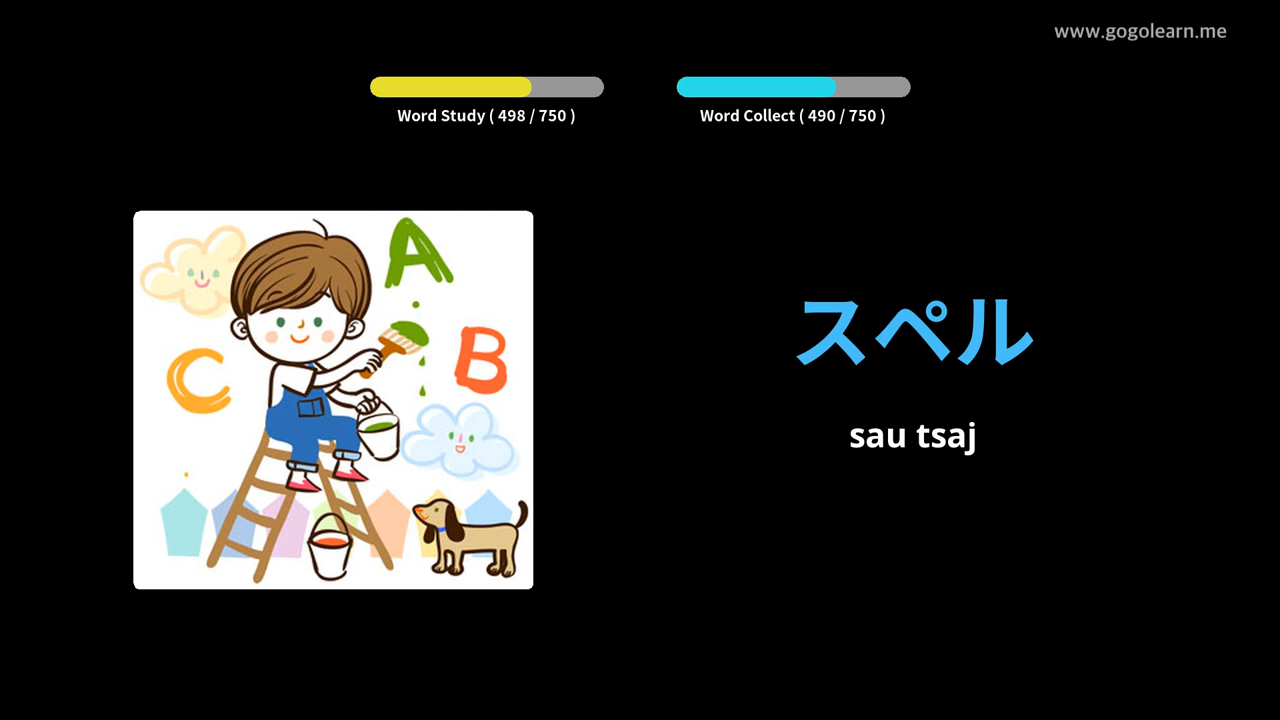 www.gogolearn.me
Word Study ( 498 / 750 )
Word Collect ( 490 / 750 )
A
B
C
スペル
sau tsaj